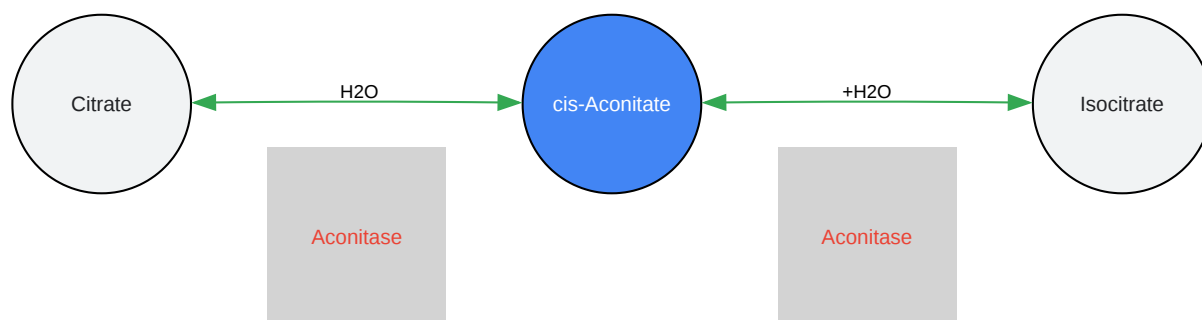 H2O
+H2O
Citrate
cis-Aconitate
Isocitrate
Aconitase
Aconitase